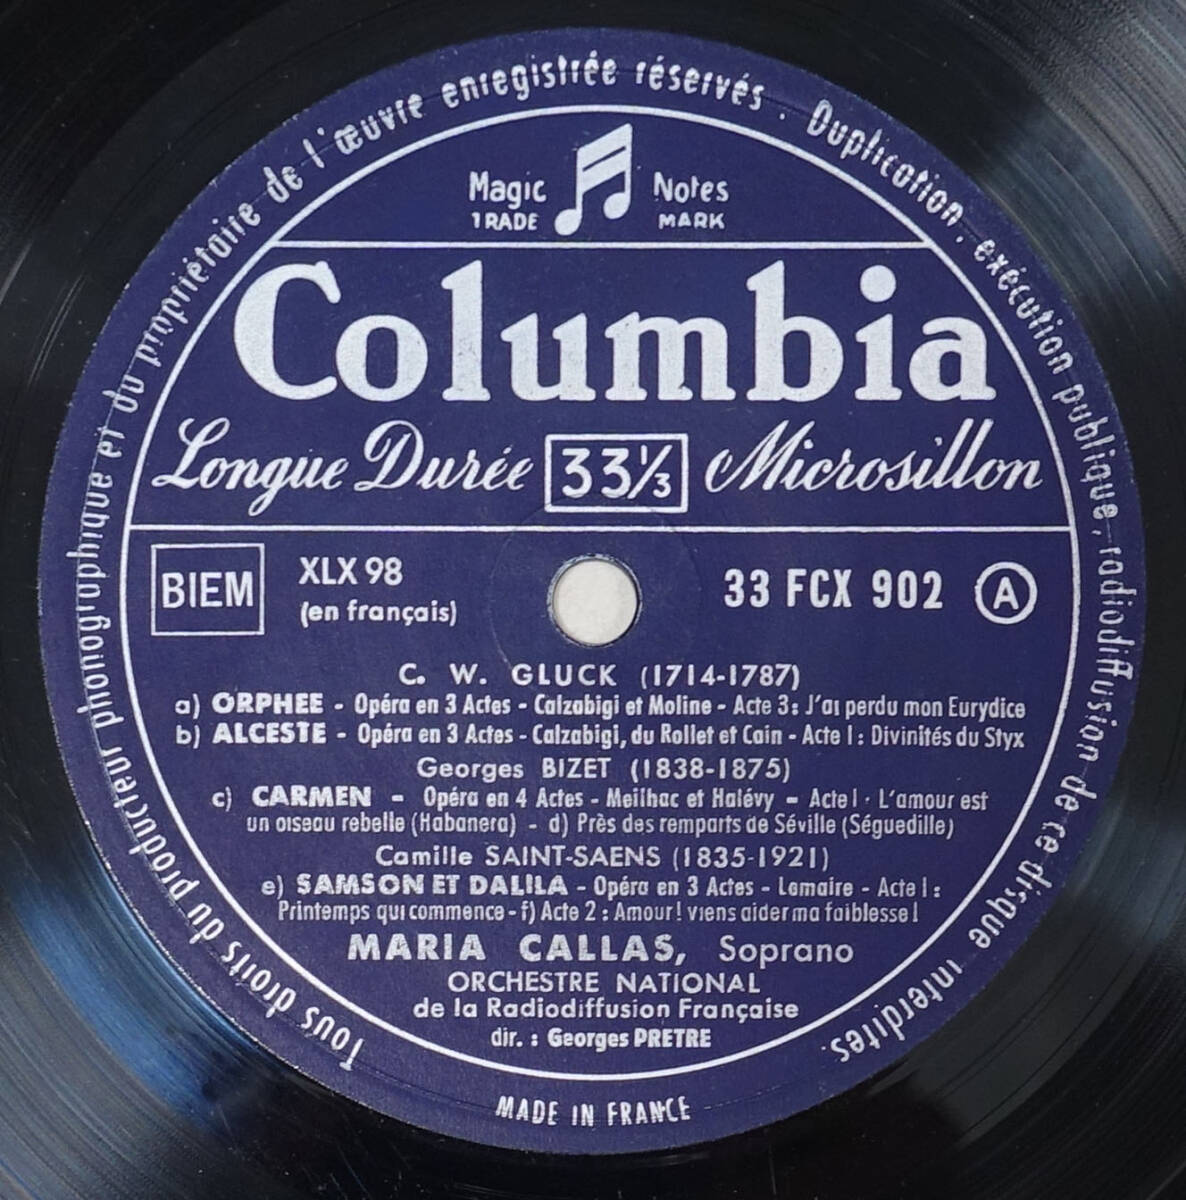 Tous droits du producteur phonographique et du propriétaire de l'œuvre enregistrée réservés. Duplication, exécution publique, radiodiffusion de ce disque interdites.
Magic Notes
TRADE MARK
Columbia
Longue Durée 33⅓ Microsillon
BIEM
XLX 98
(en français)
33 FCX 902 A
C. W. GLUCK (1714-1787)
a) ORPHEE - Opéra en 3 Actes - Calzabigi et Moline - Acte 3 : J'ai perdu mon Eurydice
b) ALCESTE - Opéra en 3 Actes - Calzabigi, du Rollet et Cain - Acte I : Divinités du Styx
Georges BIZET (1838-1875)
c) CARMEN - Opéra en 4 Actes - Meilhac et Halévy - Acte I · L'amour est
un oiseau rebelle (Habanera) - d) Près des remparts de Séville (Séguedille)
Camille SAINT-SAENS (1835-1921)
e) SAMSON ET DALILA - Opéra en 3 Actes - Lemaire - Acte I :
Printemps qui commence - f) Acte 2 : Amour ! viens aider ma faiblesse !
MARIA CALLAS, Soprano
ORCHESTRE NATIONAL
de la Radiodiffusion Française
dir. : Georges PRETRE
MADE IN FRANCE